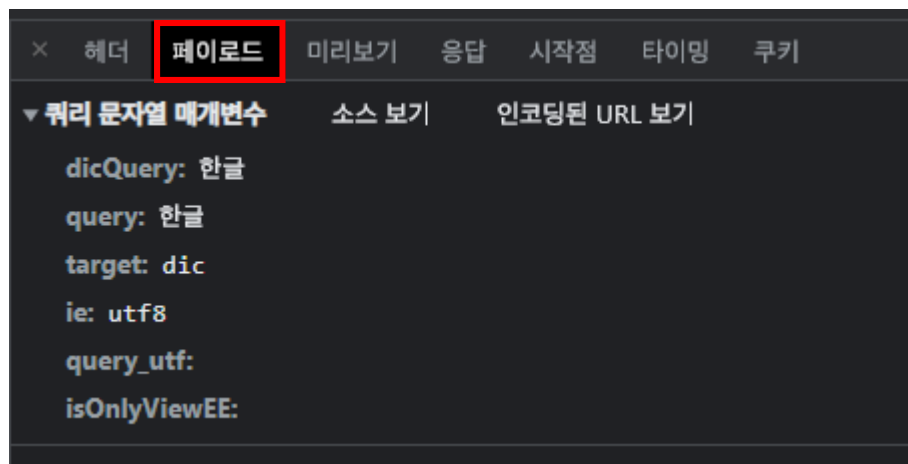 × 헤더 페이로드 미리보기 응답 시작점 타이밍 쿠키
▼ 쿼리 문자열 매개변수 소스 보기 인코딩된 URL 보기
dicQuery: 한글
query: 한글
target: dic
ie: utf8
query_utf:
isOnlyViewEE: